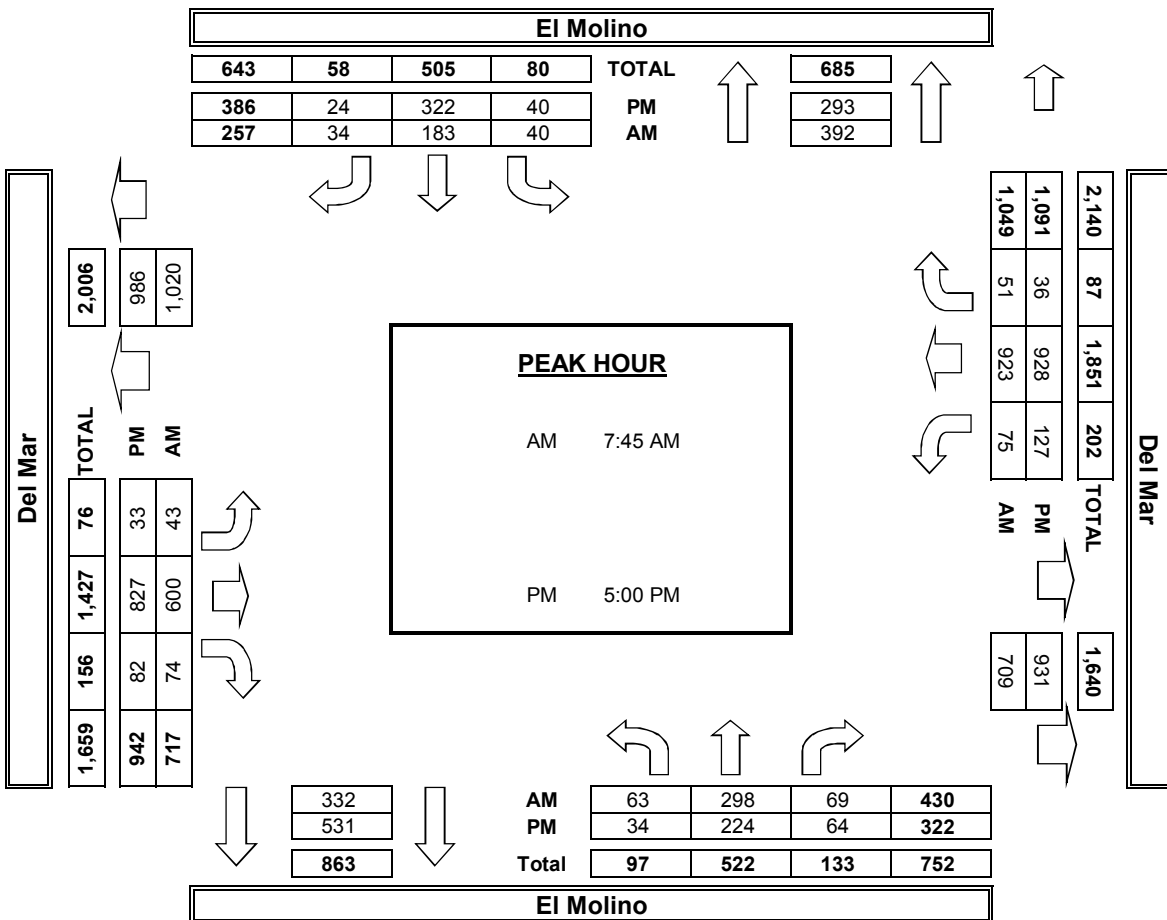 El Molino
643 58 505 80 TOTAL 685
386 24 322 40 PM 293
257 34 183 40 AM 392
Del Mar
2,006
986
1,020
TOTAL
PM
AM
76 1,427 156 1,659
33 827 82 942
43 600 74 717
PEAK HOUR
AM 7:45 AM
PM 5:00 PM
2,140 87 1,851 202 TOTAL
1,091 36 928 127 PM
1,049 51 923 75 AM
1,640
931
709
Del Mar
332 AM 63 298 69 430
531 PM 34 224 64 322
863 Total 97 522 133 752
El Molino